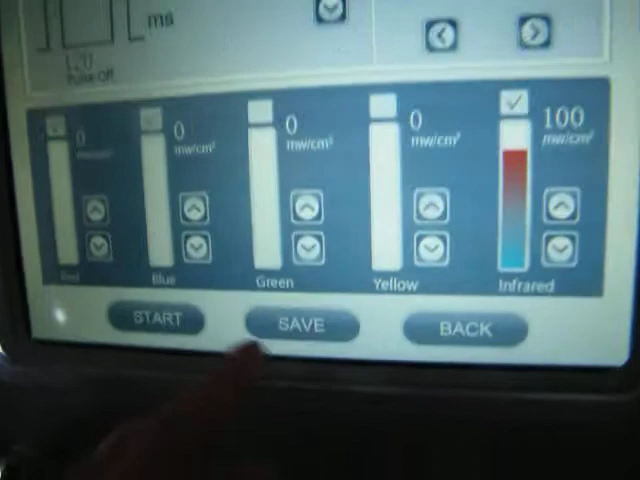 ms
120
Pulse Off
0 mw/cm²
0 mw/cm²
0 mw/cm²
0 mw/cm²
100 mw/cm²
Red Blue Green Yellow Infrared
START SAVE BACK